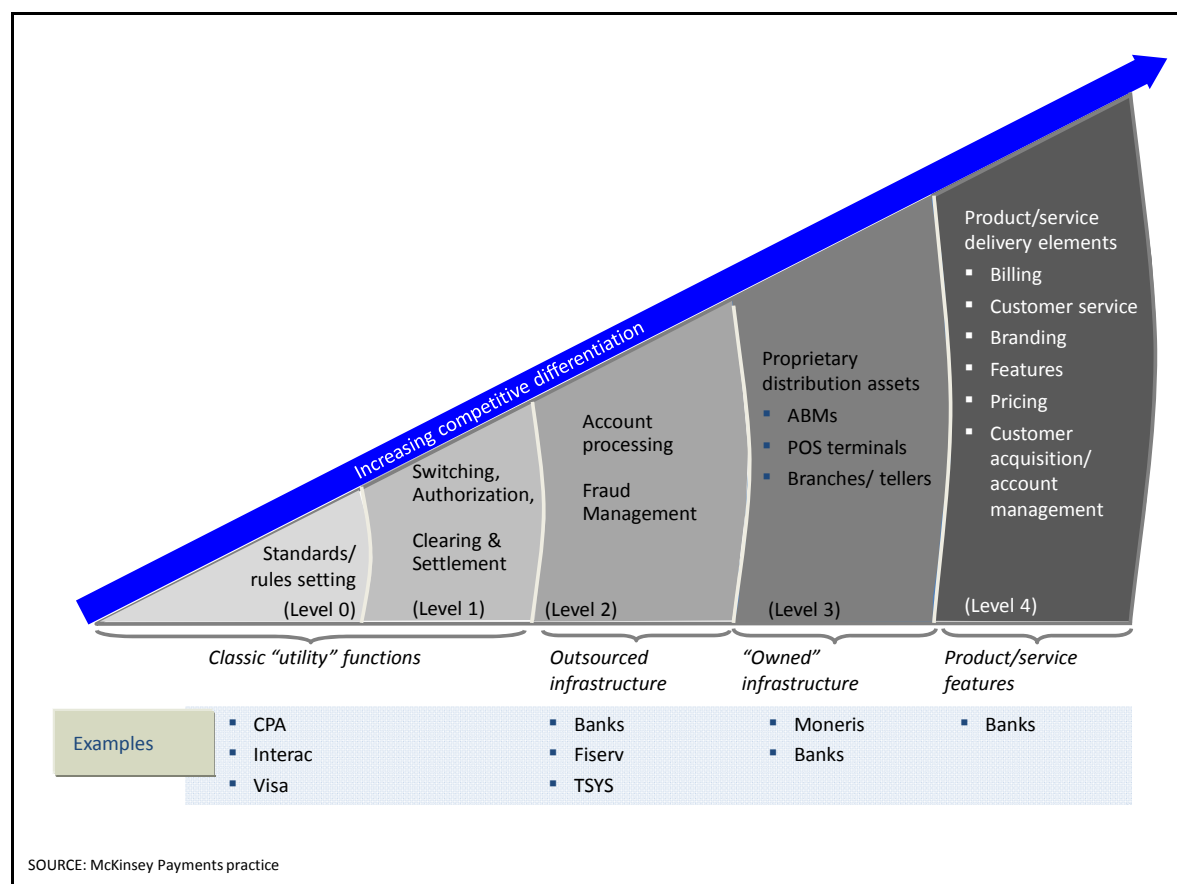 Increasing competitive differentiation
Standards/
rules setting
(Level 0)
Switching,
Authorization,
Clearing &
Settlement
(Level 1)
Account
processing
Fraud
Management
(Level 2)
Proprietary
distribution assets
▪ ABMs
▪ POS terminals
▪ Branches/ tellers
(Level 3)
Product/service
delivery elements
▪ Billing
▪ Customer service
▪ Branding
▪ Features
▪ Pricing
▪ Customer
acquisition/
account
management
(Level 4)
Classic “utility” functions
Outsourced
infrastructure
“Owned”
infrastructure
Product/service
features
Examples
▪ CPA
▪ Interac
▪ Visa
▪ Banks
▪ Fiserv
▪ TSYS
▪ Moneris
▪ Banks
▪ Banks
SOURCE: McKinsey Payments practice